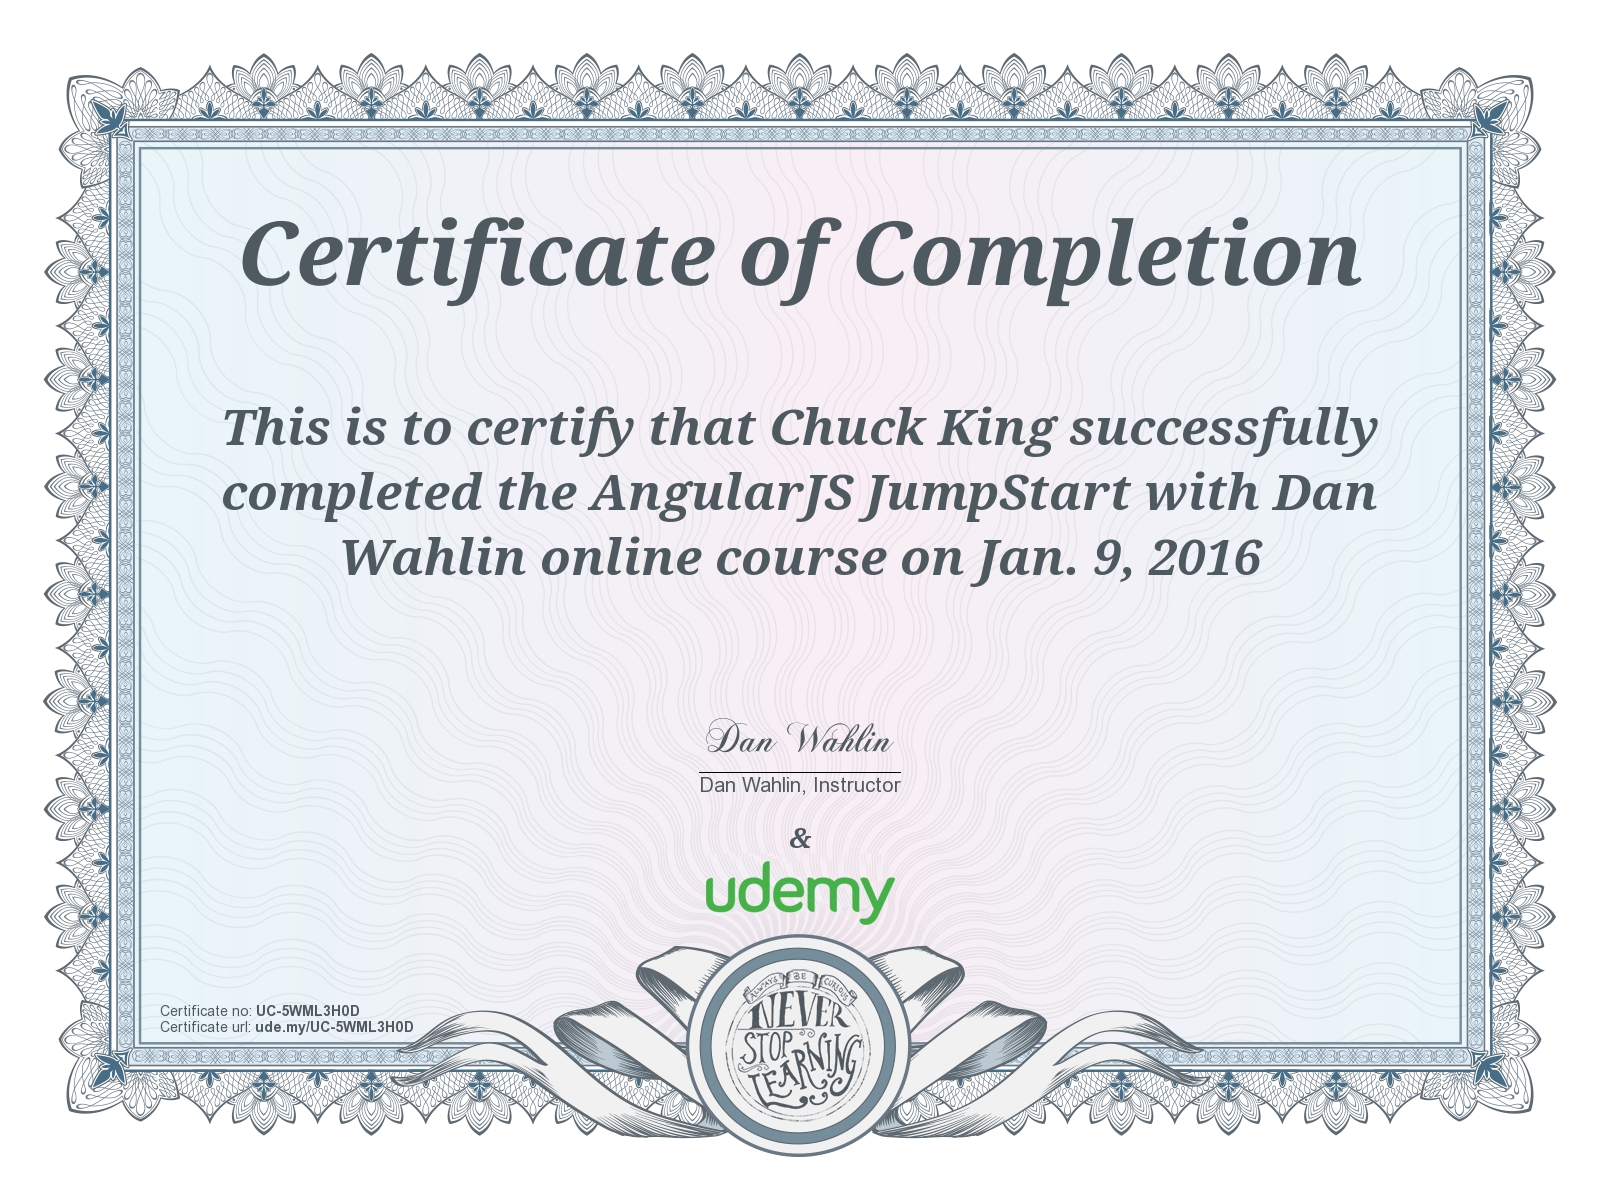 Certificate of Completion
This is to certify that Chuck King successfully
completed the AngularJS JumpStart with Dan
Wahlin online course on Jan. 9, 2016
Dan Wahlin
Dan Wahlin, Instructor
&
udemy
Certificate no: UC-5WML3H0D
Certificate url: ude.my/UC-5WML3H0D
ALWAYS BE CURIOUS
NEVER
STOP
LEARNING